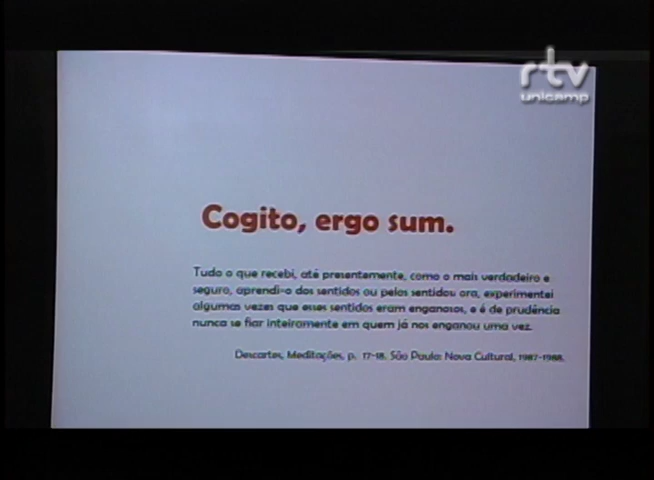 rtv
unicamp
Cogito, ergo sum.
Tudo o que recebi, até presentemente, como o mais verdadeiro e
seguro, aprendi-o dos sentidos ou pelos sentidos: ora, experimentei
algumas vezes que esses sentidos eram enganosos, e é de prudência
nunca se fiar inteiramente em quem já nos enganou uma vez.
Descartes, Meditações, p. 17-18. São Paulo: Nova Cultural, 1987-1988.